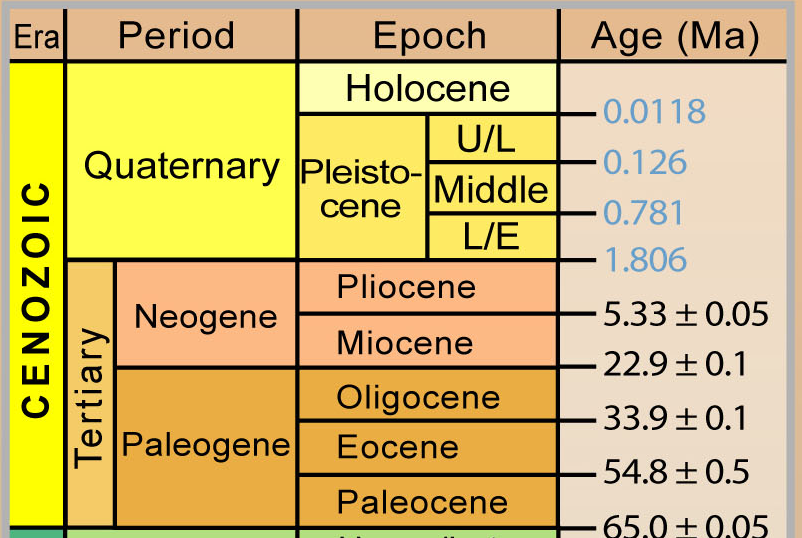 Era Period Epoch Age (Ma)
CENOZOIC
Quaternary
Holocene
0.0118
Pleisto-
cene
U/L
0.126
Middle
0.781
L/E
1.806
Tertiary
Neogene
Pliocene
5.33 ± 0.05
Miocene
22.9 ± 0.1
Paleogene
Oligocene
33.9 ± 0.1
Eocene
54.8 ± 0.5
Paleocene
65.0 ± 0.05